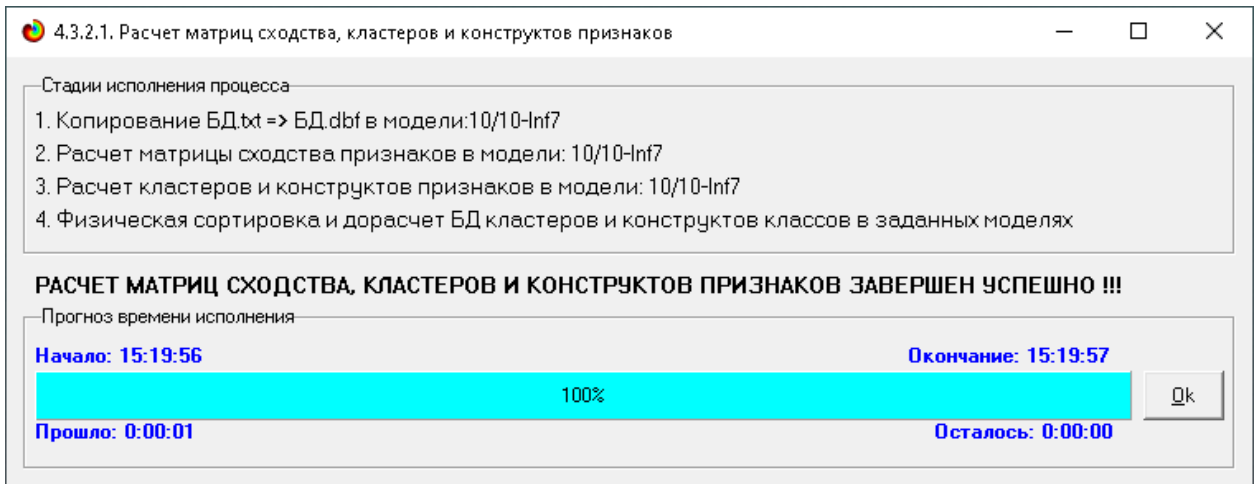 4.3.2.1. Расчет матриц сходства, кластеров и конструктов признаков
Стадии исполнения процесса
1. Копирование БД.txt => БД.dbf в модели:10/10-Inf7
2. Расчет матрицы сходства признаков в модели: 10/10-Inf7
3. Расчет кластеров и конструктов признаков в модели: 10/10-Inf7
4. Физическая сортировка и дорасчет БД кластеров и конструктов классов в заданных моделях
РАСЧЕТ МАТРИЦ СХОДСТВА, КЛАСТЕРОВ И КОНСТРУКТОВ ПРИЗНАКОВ ЗАВЕРШЕН УСПЕШНО !!!
Прогноз времени исполнения
Начало: 15:19:56 Окончание: 15:19:57
100% Ok
Прошло: 0:00:01 Осталось: 0:00:00